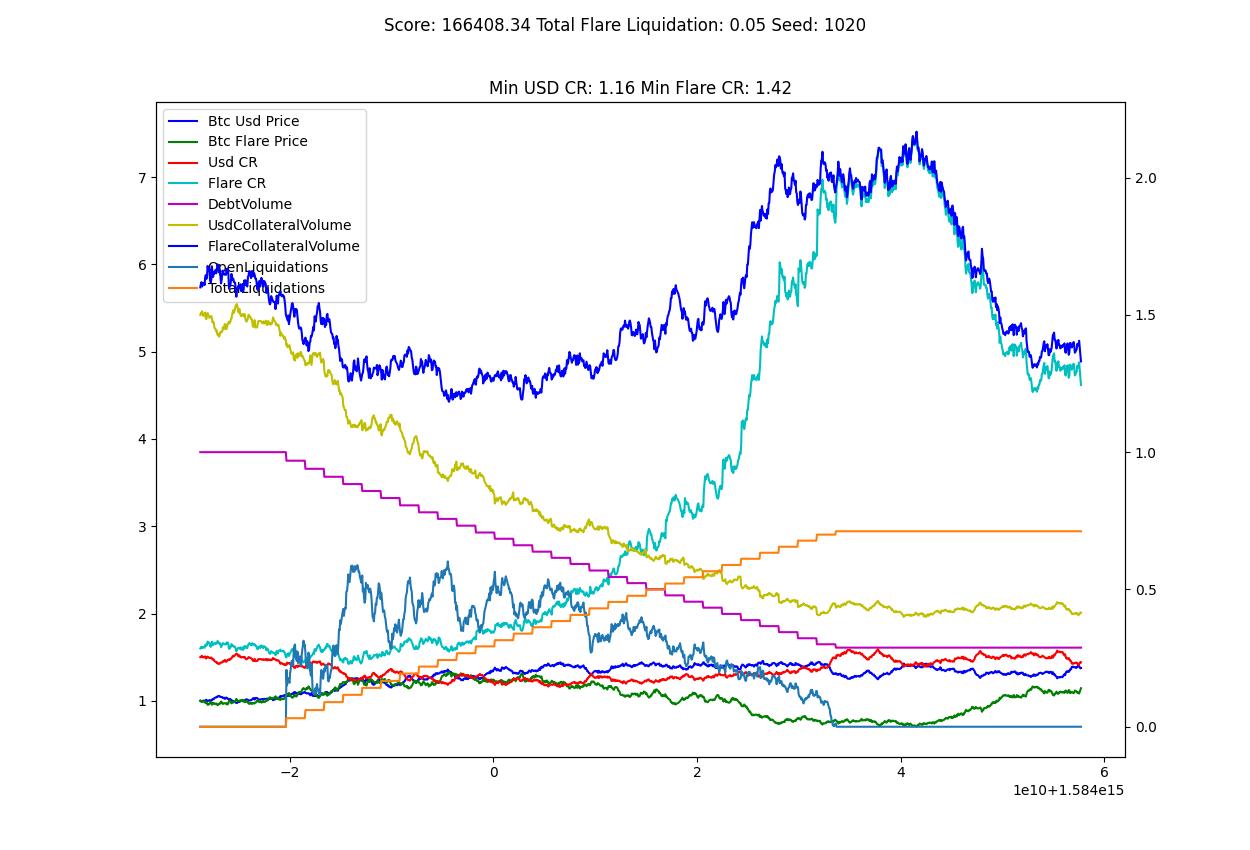 Score: 166408.34 Total Flare Liquidation: 0.05 Seed: 1020
Min USD CR: 1.16 Min Flare CR: 1.42
Btc Usd Price
Btc Flare Price
Usd CR
Flare CR
DebtVolume
UsdCollateralVolume
FlareCollateralVolume
OpenLiquidations
TotalLiquidations
7
6
5
4
3
2
1
2.0
1.5
1.0
0.5
0.0
−2 0 2 4 6
1e10+1.584e15